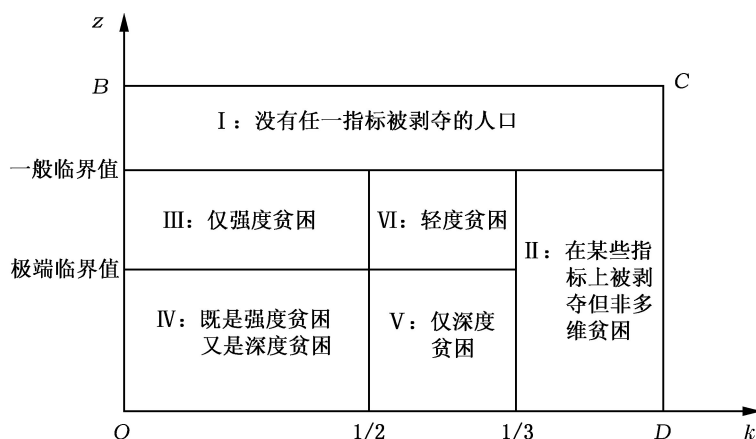 z
B
C
Ⅰ：没有任一指标被剥夺的人口
一般临界值
Ⅲ：仅强度贫困
Ⅵ：轻度贫困
Ⅱ：在某些指
标上被剥
夺但非多
维贫困
极端临界值
Ⅳ：既是强度贫困
又是深度贫困
Ⅴ：仅深度
贫困
O
1/2
1/3
D
k